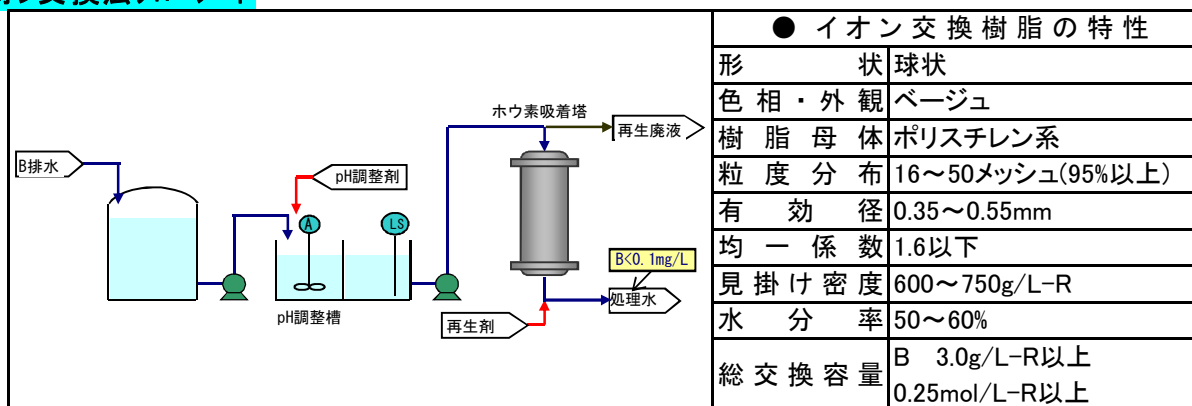 ホウ素吸着塔
再生廃液
B排水
pH調整剤
A
LS
B<0.1mg/L
処理水
pH調整槽
再生剤
● イオン交換樹脂の特性
形状 球状
色相・外観 ベージュ
樹脂母体 ポリスチレン系
粒度分布 16～50メッシュ(95%以上)
有効径 0.35～0.55mm
均一係数 1.6以下
見掛け密度 600～750g/L-R
水分率 50～60%
総交換容量 B 3.0g/L-R以上
0.25mol/L-R以上